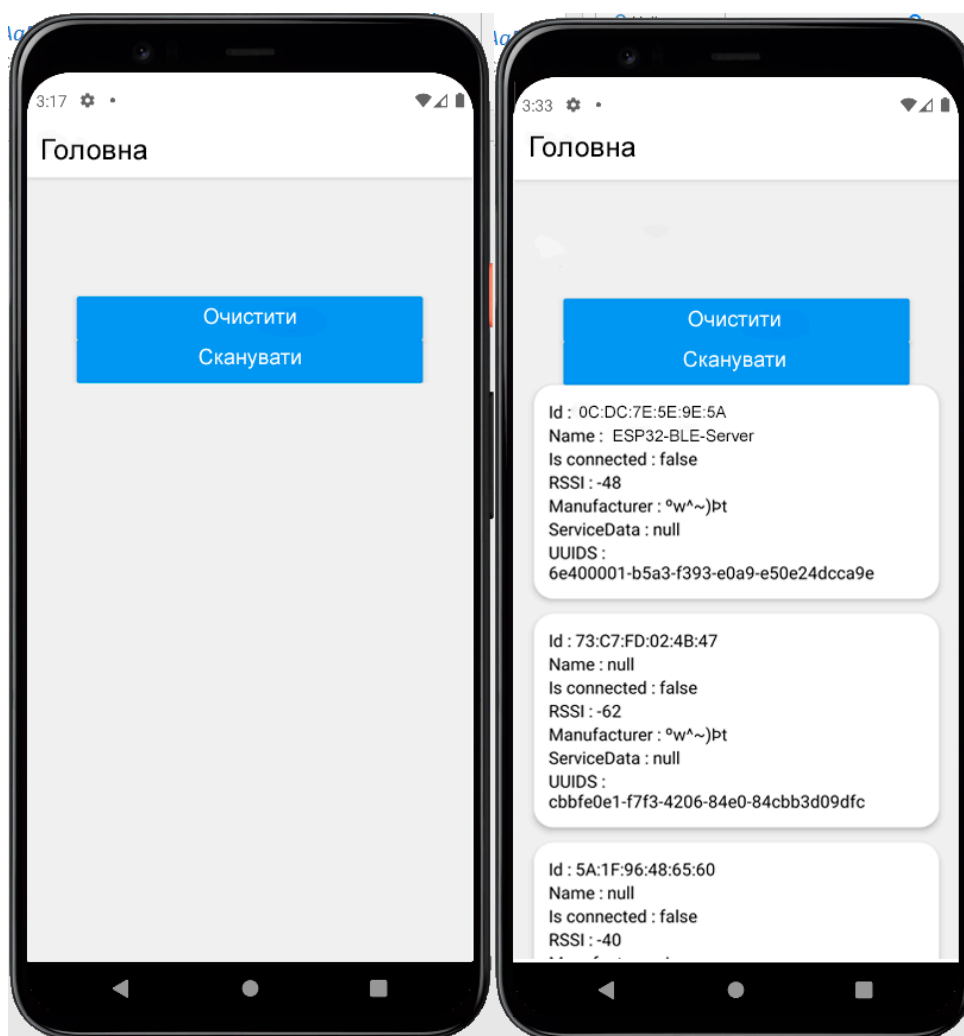 3:17
Головна
Очистити
Сканувати
3:33
Головна
Очистити
Сканувати
Id : 0C:DC:7E:5E:9E:5A
Name : ESP32-BLE-Server
Is connected : false
RSSI : -48
Manufacturer : ºw^~)Þt
ServiceData : null
UUIDS :
6e400001-b5a3-f393-e0a9-e50e24dcca9e
Id : 73:C7:FD:02:4B:47
Name : null
Is connected : false
RSSI : -62
Manufacturer : ºw^~)Þt
ServiceData : null
UUIDS :
cbbfe0e1-f7f3-4206-84e0-84cbb3d09dfc
Id : 5A:1F:96:48:65:60
Name : null
Is connected : false
RSSI : -40